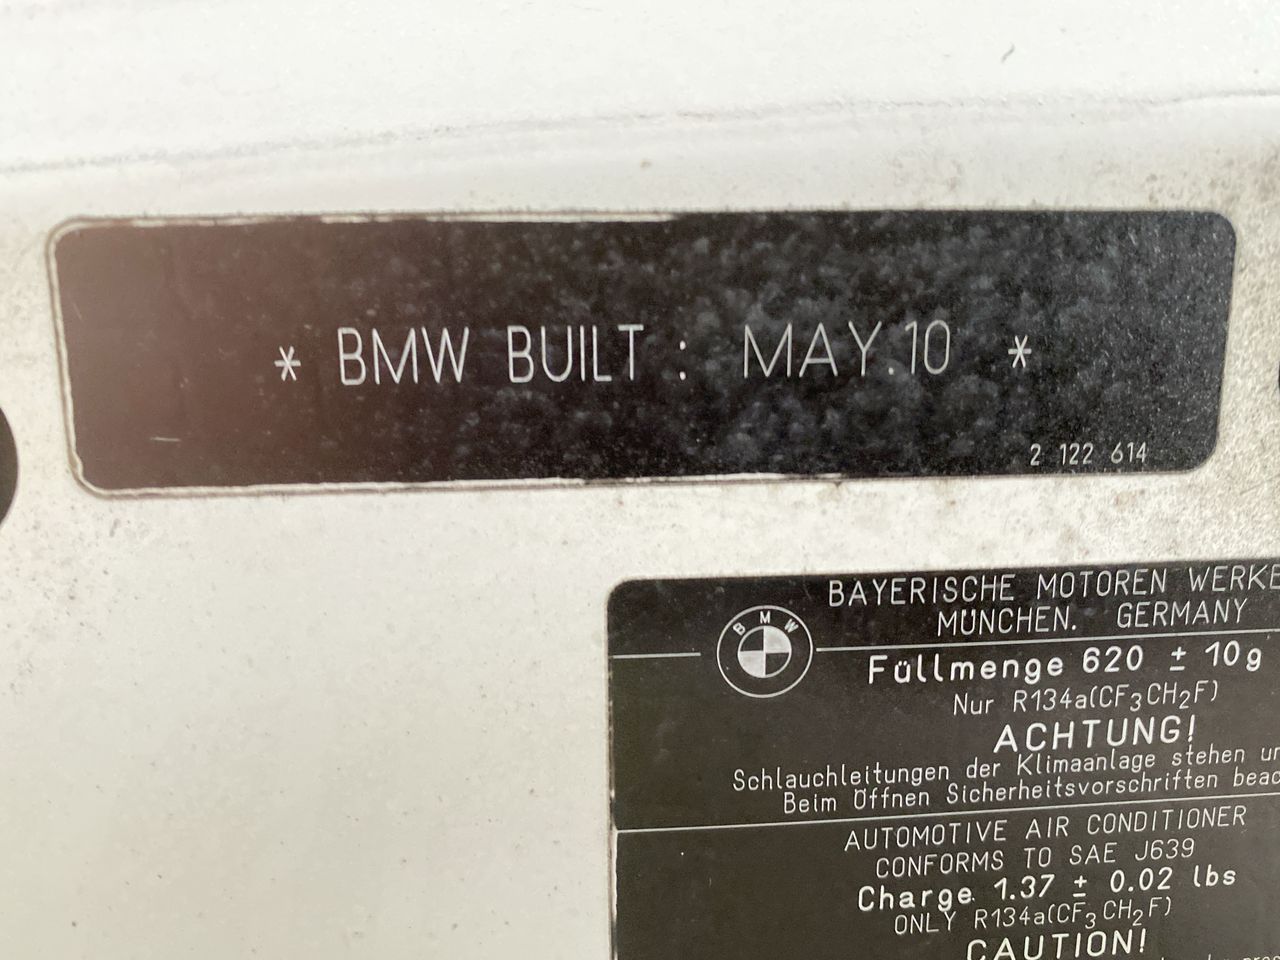 * BMW BUILT : MAY.10 *
2 122 614
BAYERISCHE MOTOREN WERKE
MÜNCHEN. GERMANY
BMW
Füllmenge 620 ± 10g
Nur R134a(CF₃CH₂F)
ACHTUNG!
Schlauchleitungen der Klimaanlage stehen
Beim Öffnen Sicherheitsvorschriften
AUTOMOTIVE AIR CONDITIONER
CONFORMS TO SAE J639
Charge 1.37 ± 0.02 lbs
ONLY R134a(CF₃CH₂F)
CAUTION!